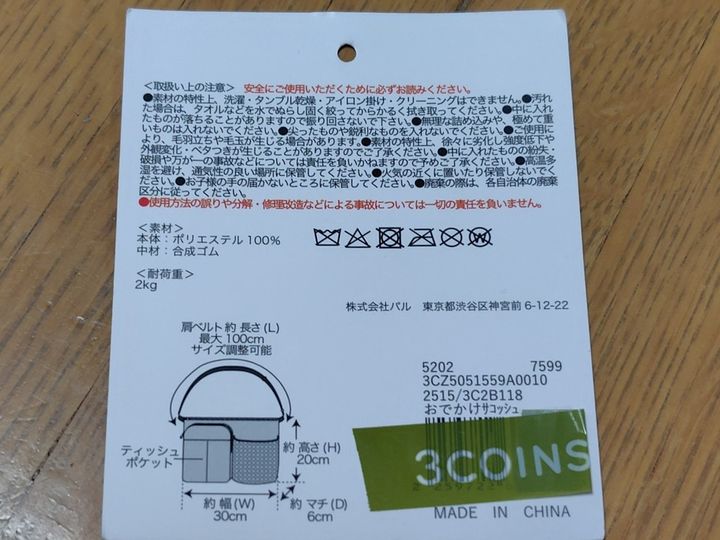 ＜取扱い上の注意＞ 安全にご使用いただくために必ずお読みください。
●素材の特性上、洗濯・タンブル乾燥・アイロン掛け・クリーニングはできません。●汚れ
た場合は、タオルなどを水でぬらし固く絞ってからかるく拭き取ってください。●中に入れ
たものが落ちることがありますので振り回さないで下さい。●無理な詰め込みや、極めて重
いものは入れないでください。●尖ったものや鋭利なものを入れないでください。●ご使用に
より、毛羽立ちや毛玉が生じる場合があります。●素材の特性上、徐々に劣化し強度低下や
外観変化・ベタつきが生じることがありますのでご了承ください。●中に入れたものの紛失・
破損や万が一の事故などについては責任を負いかねますので予めご了承ください。●高温多
湿を避け、通気性の良い場所に保管してください。●火気の近くに置いたり保管しないでくだ
さい。●お子様の手の届かないところに保管してください。●廃棄の際は、各自治体の廃棄
区分に従ってください。
●使用方法の誤りや分解・修理改造などによる事故については一切の責任を負いません。
＜素材＞
本体：ポリエステル 100%
中材：合成ゴム
＜耐荷重＞
2kg
株式会社パル 東京都渋谷区神宮前 6-12-22
肩ベルト 約 長さ(L)
最大 100cm
サイズ調整可能
ティッシュ
ポケット
約 高さ(H)
20cm
約 幅(W)
30cm
約 マチ(D)
6cm
5202 7599
3CZ5051559A0010
2515/3C2B118
おでかけサコッシュ
3COINS
MADE IN CHINA